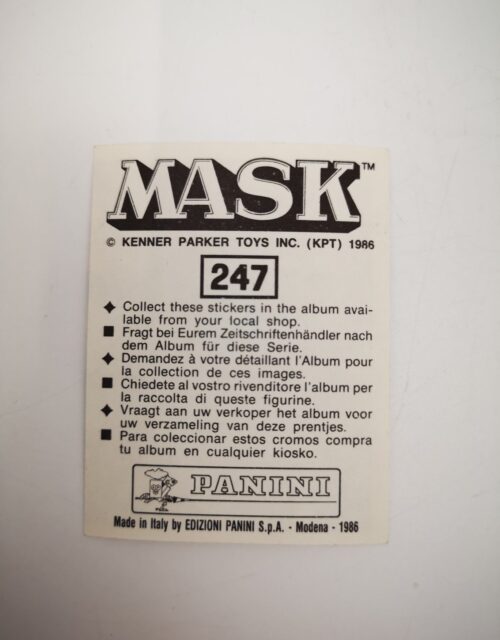 MASK™
© KENNER PARKER TOYS INC. (KPT) 1986
247
✦ Collect these stickers in the album avai-
lable from your local shop.
■ Fragt bei Eurem Zeitschriftenhändler nach
dem Album für diese Serie.
✦ Demandez à votre détaillant l'Album pour
la collection de ces images.
■ Chiedete al vostro rivenditore l'album per
la raccolta di queste figurine.
✦ Vraagt aan uw verkoper het album voor
uw verzameling van deze prentjes.
■ Para coleccionar estos cromos compra
tu album en cualquier kiosko.
PANINI
Made in Italy by EDIZIONI PANINI S.p.A. - Modena - 1986